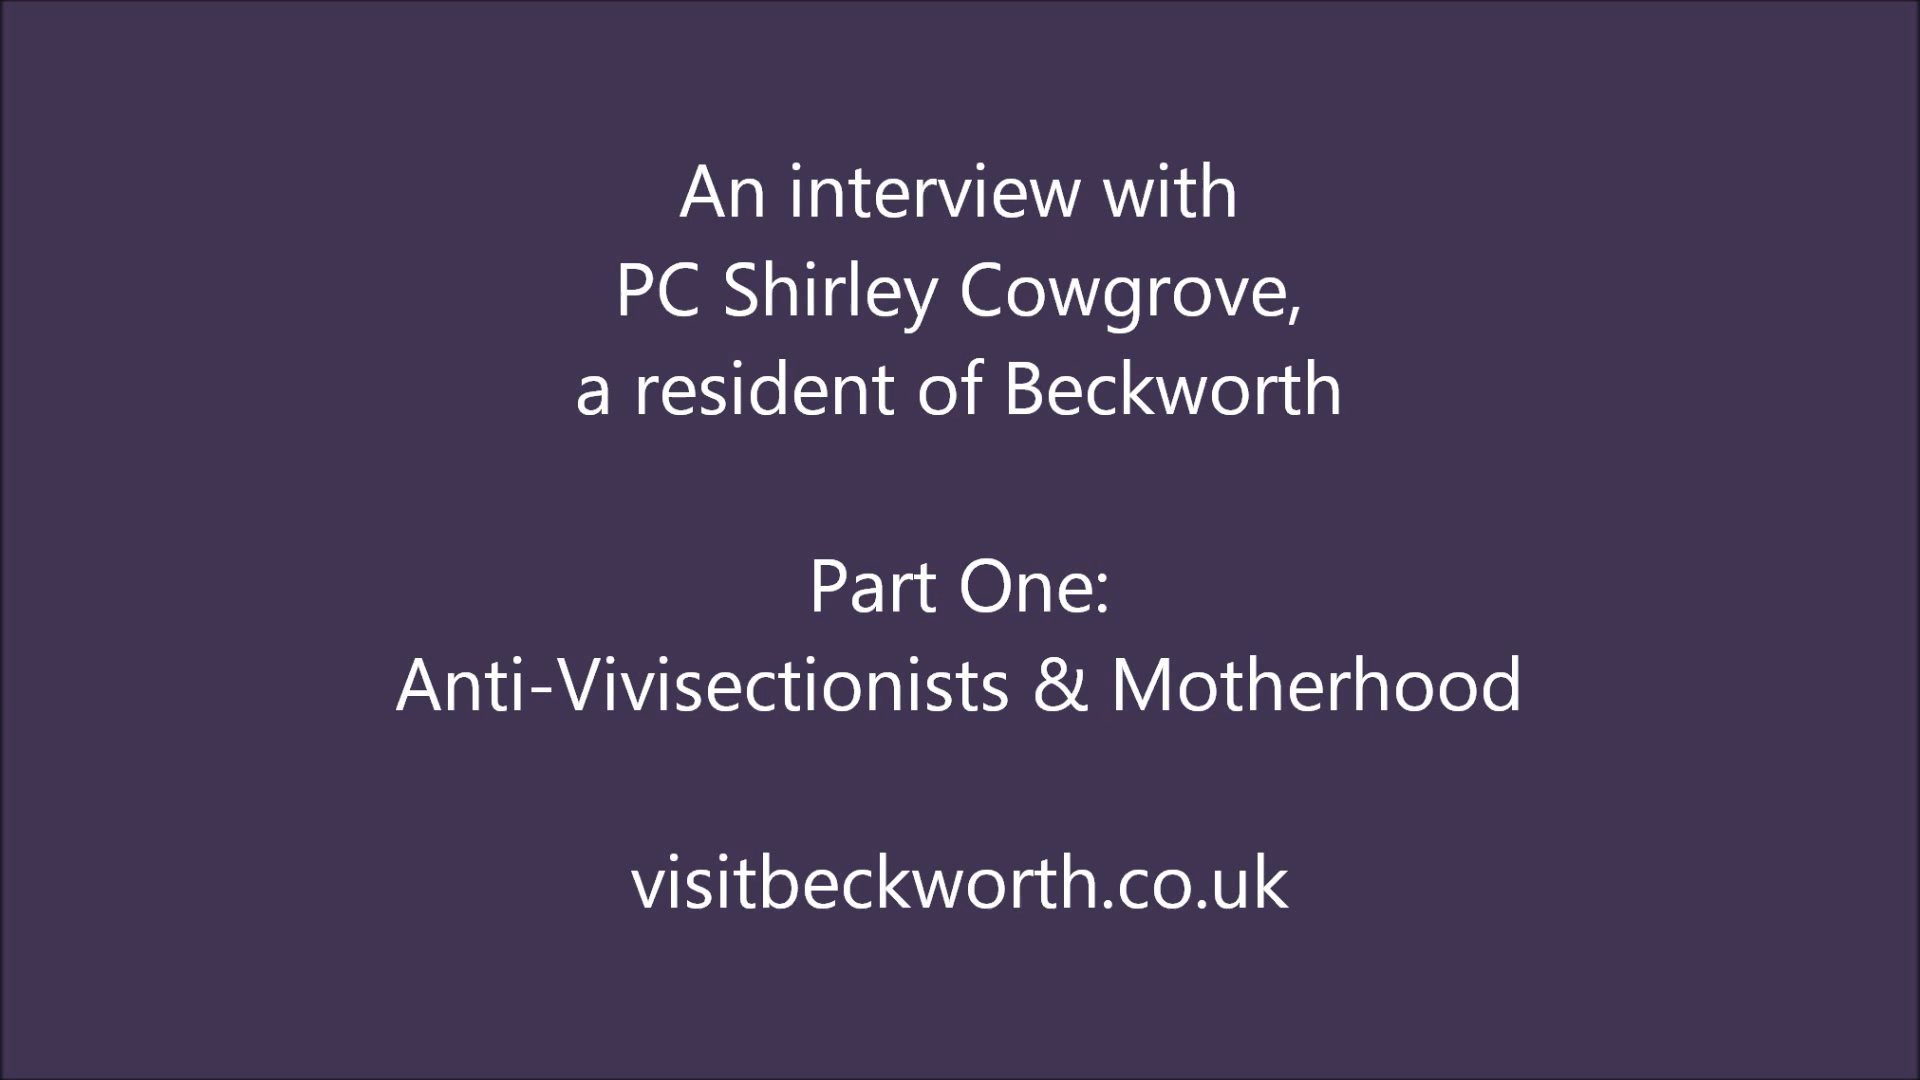 An interview with
PC Shirley Cowgrove,
a resident of Beckworth
Part One:
Anti-Vivisectionists & Motherhood
visitbeckworth.co.uk